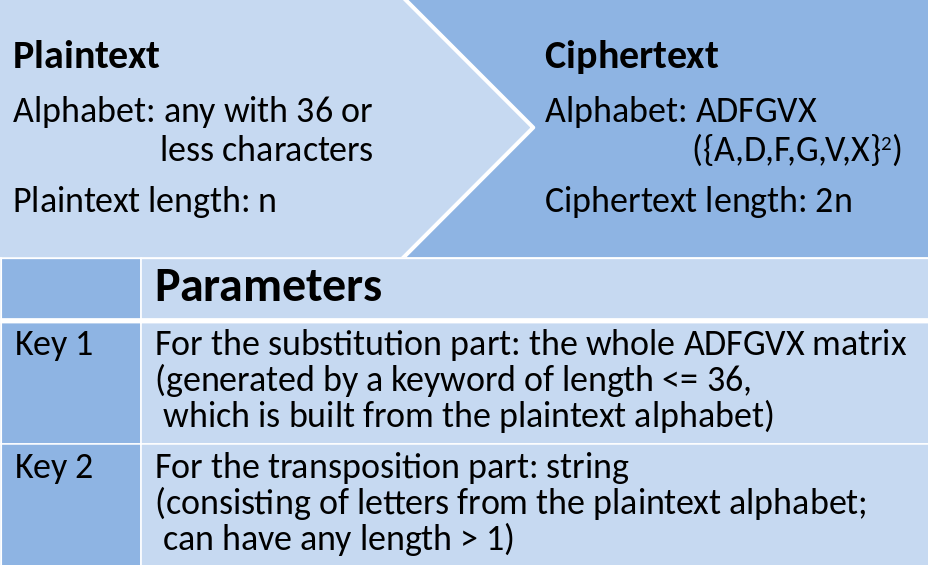 Plaintext
Alphabet: any with 36 or
less characters
Plaintext length: n
Ciphertext
Alphabet: ADFGVX
({A,D,F,G,V,X}²)
Ciphertext length: 2n
Parameters
Key 1
For the substitution part: the whole ADFGVX matrix
(generated by a keyword of length <= 36,
which is built from the plaintext alphabet)
Key 2
For the transposition part: string
(consisting of letters from the plaintext alphabet;
can have any length > 1)